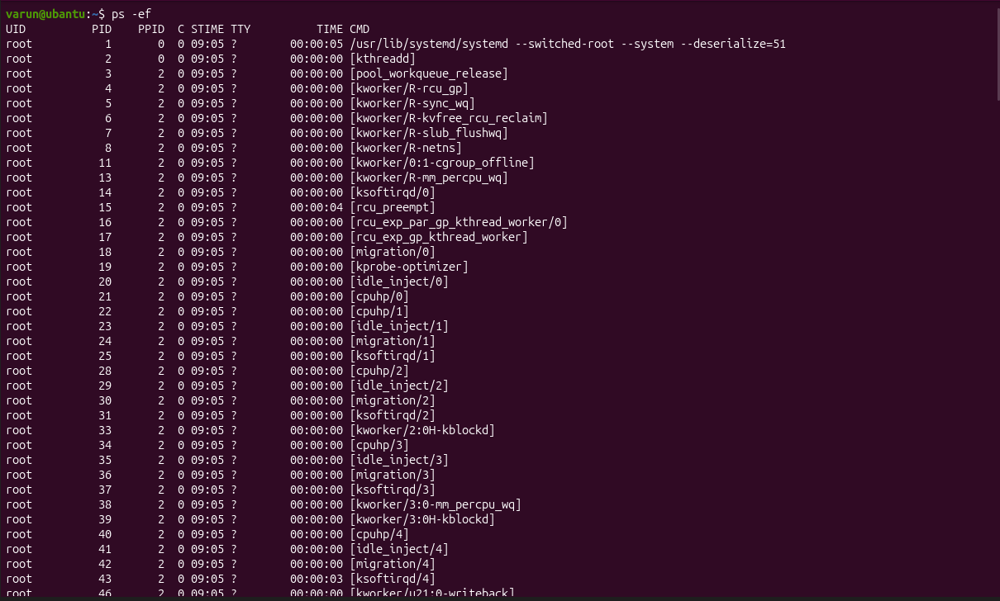 varun@ubantu:~$ ps -ef
UID          PID    PPID  C STIME TTY          TIME CMD
root           1       0  0 09:05 ?        00:00:05 /usr/lib/systemd/systemd --switched-root --system --deserialize=51
root           2       0  0 09:05 ?        00:00:00 [kthreadd]
root           3       2  0 09:05 ?        00:00:00 [pool_workqueue_release]
root           4       2  0 09:05 ?        00:00:00 [kworker/R-rcu_gp]
root           5       2  0 09:05 ?        00:00:00 [kworker/R-sync_wq]
root           6       2  0 09:05 ?        00:00:00 [kworker/R-kvfree_rcu_reclaim]
root           7       2  0 09:05 ?        00:00:00 [kworker/R-slub_flushwq]
root           8       2  0 09:05 ?        00:00:00 [kworker/R-netns]
root          11       2  0 09:05 ?        00:00:00 [kworker/0:1-cgroup_offline]
root          13       2  0 09:05 ?        00:00:00 [kworker/R-mm_percpu_wq]
root          14       2  0 09:05 ?        00:00:00 [ksoftirqd/0]
root          15       2  0 09:05 ?        00:00:04 [rcu_preempt]
root          16       2  0 09:05 ?        00:00:00 [rcu_exp_par_gp_kthread_worker/0]
root          17       2  0 09:05 ?        00:00:00 [rcu_exp_gp_kthread_worker]
root          18       2  0 09:05 ?        00:00:00 [migration/0]
root          19       2  0 09:05 ?        00:00:00 [kprobe-optimizer]
root          20       2  0 09:05 ?        00:00:00 [idle_inject/0]
root          21       2  0 09:05 ?        00:00:00 [cpuhp/0]
root          22       2  0 09:05 ?        00:00:00 [cpuhp/1]
root          23       2  0 09:05 ?        00:00:00 [idle_inject/1]
root          24       2  0 09:05 ?        00:00:00 [migration/1]
root          25       2  0 09:05 ?        00:00:00 [ksoftirqd/1]
root          28       2  0 09:05 ?        00:00:00 [cpuhp/2]
root          29       2  0 09:05 ?        00:00:00 [idle_inject/2]
root          30       2  0 09:05 ?        00:00:00 [migration/2]
root          31       2  0 09:05 ?        00:00:00 [ksoftirqd/2]
root          33       2  0 09:05 ?        00:00:00 [kworker/2:0H-kblockd]
root          34       2  0 09:05 ?        00:00:00 [cpuhp/3]
root          35       2  0 09:05 ?        00:00:00 [idle_inject/3]
root          36       2  0 09:05 ?        00:00:00 [migration/3]
root          37       2  0 09:05 ?        00:00:00 [ksoftirqd/3]
root          38       2  0 09:05 ?        00:00:00 [kworker/3:0-mm_percpu_wq]
root          39       2  0 09:05 ?        00:00:00 [kworker/3:0H-kblockd]
root          40       2  0 09:05 ?        00:00:00 [cpuhp/4]
root          41       2  0 09:05 ?        00:00:00 [idle_inject/4]
root          42       2  0 09:05 ?        00:00:00 [migration/4]
root          43       2  0 09:05 ?        00:00:03 [ksoftirqd/4]
root          46       2  0 09:05 ?        00:00:00 [kworker/u21:0-writeback]